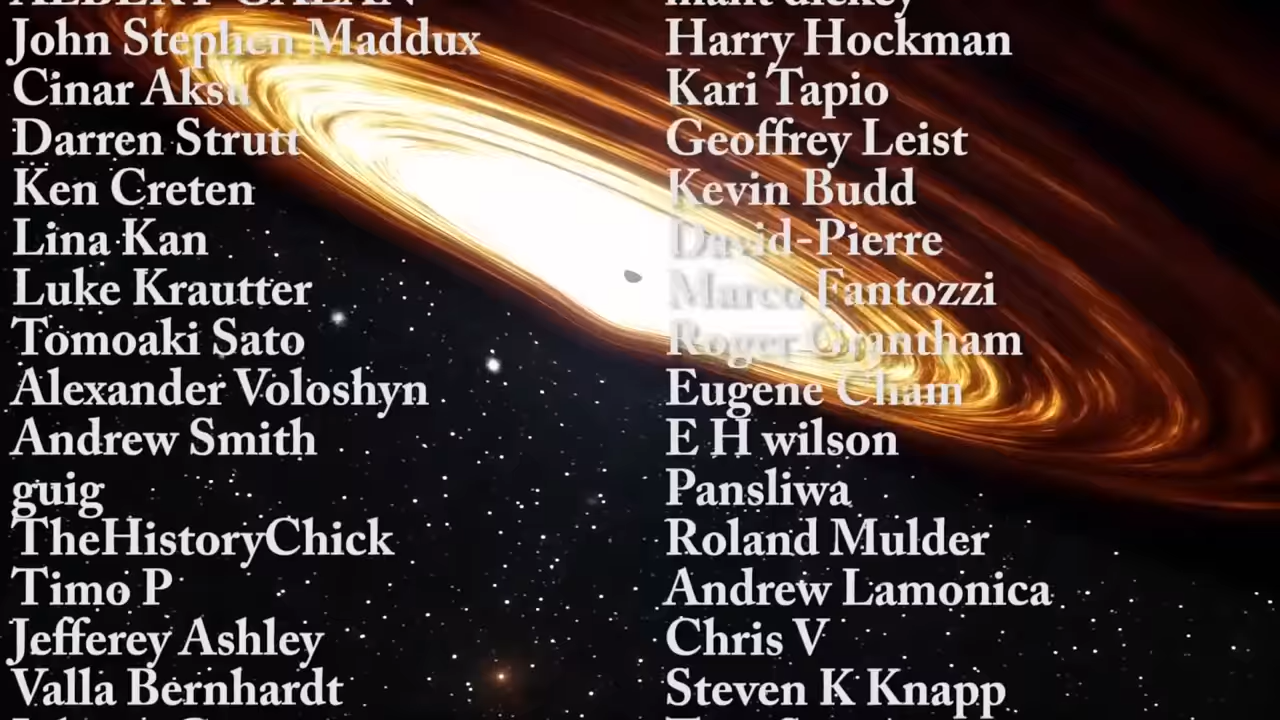 John Stephen Maddux
Cinar Aksu
Darren Strutt
Ken Creten
Lina Kan
Luke Krautter
Tomoaki Sato
Alexander Voloshyn
Andrew Smith
guig
TheHistoryChick
Timo P
Jefferey Ashley
Valla Bernhardt
Harry Hockman
Kari Tapio
Geoffrey Leist
Kevin Budd
David-Pierre
Marco Fantozzi
Roger Grantham
Eugene Cham
E H wilson
Pansliwa
Roland Mulder
Andrew Lamonica
Chris V
Steven K Knapp